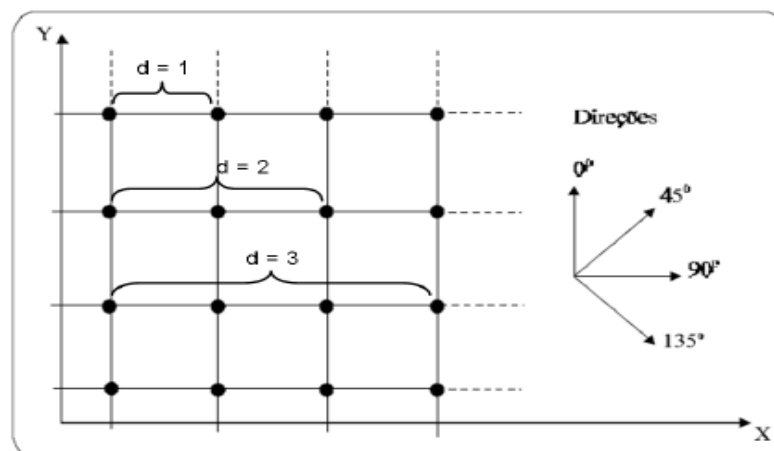 Y
d = 1
Direções
0º
d = 2
45º
d = 3
90º
135º
X